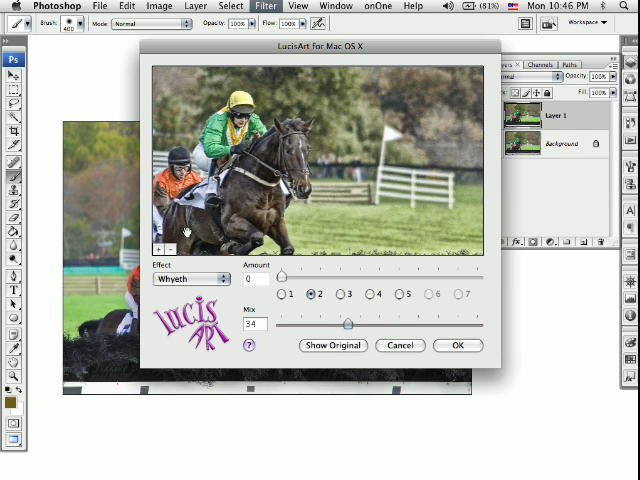 Photoshop File Edit Image Layer Select Filter View Window onOne Help (81%) Mon 10:46 PM
Brush: 400 Mode: Normal Opacity: 100% Flow: 100% Workspace
LucisArt for Mac OS X
Ps
Channels Paths
Opacity: 100%
Fill: 100%
Layer 1
Background
Effect
Whyeth
Amount
0
1 2 3 4 5 6 7
Mix
34
LUCIS ART
? Show Original Cancel OK